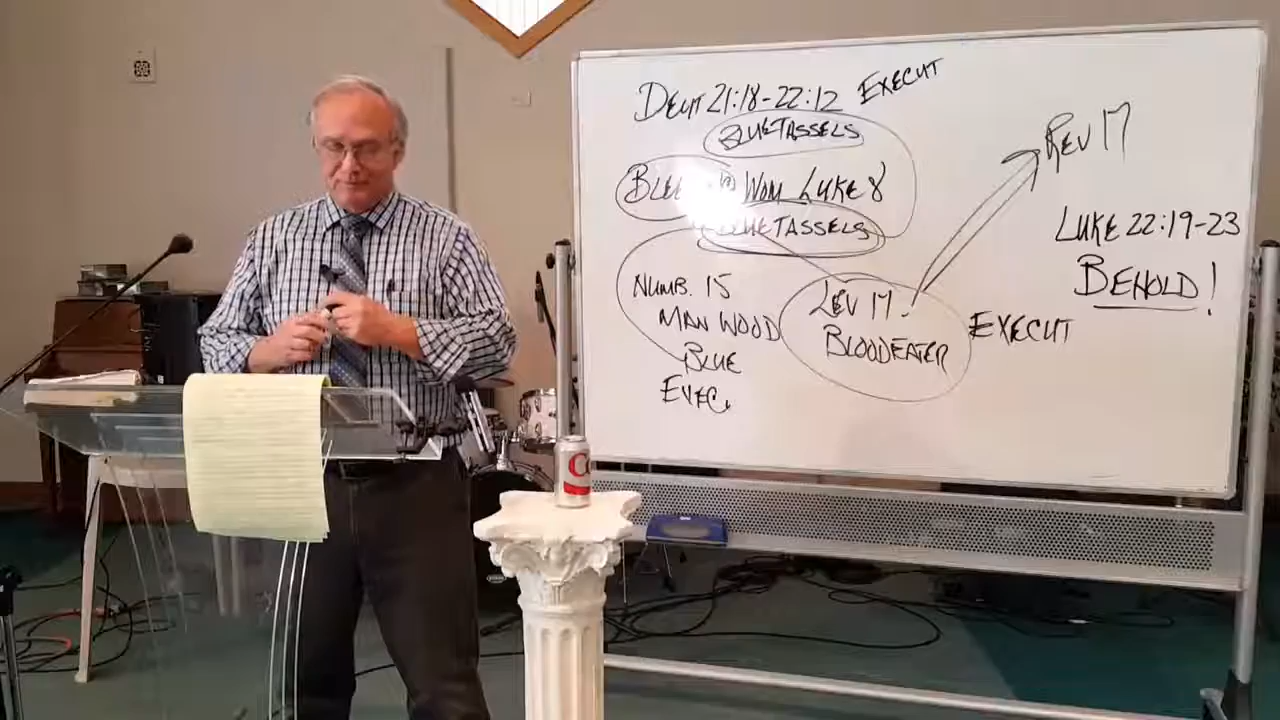 DEUT 21:18-22:12 EXECUT
BLUE TASSELS
WOM LUKE 8
TASSELS
NUMB. 15
MAN WOOD
BLUE
EXEC.
LEV 17.
BLOODEATER
EXECUT
REV 17
LUKE 22:19-23
BEHOLD!